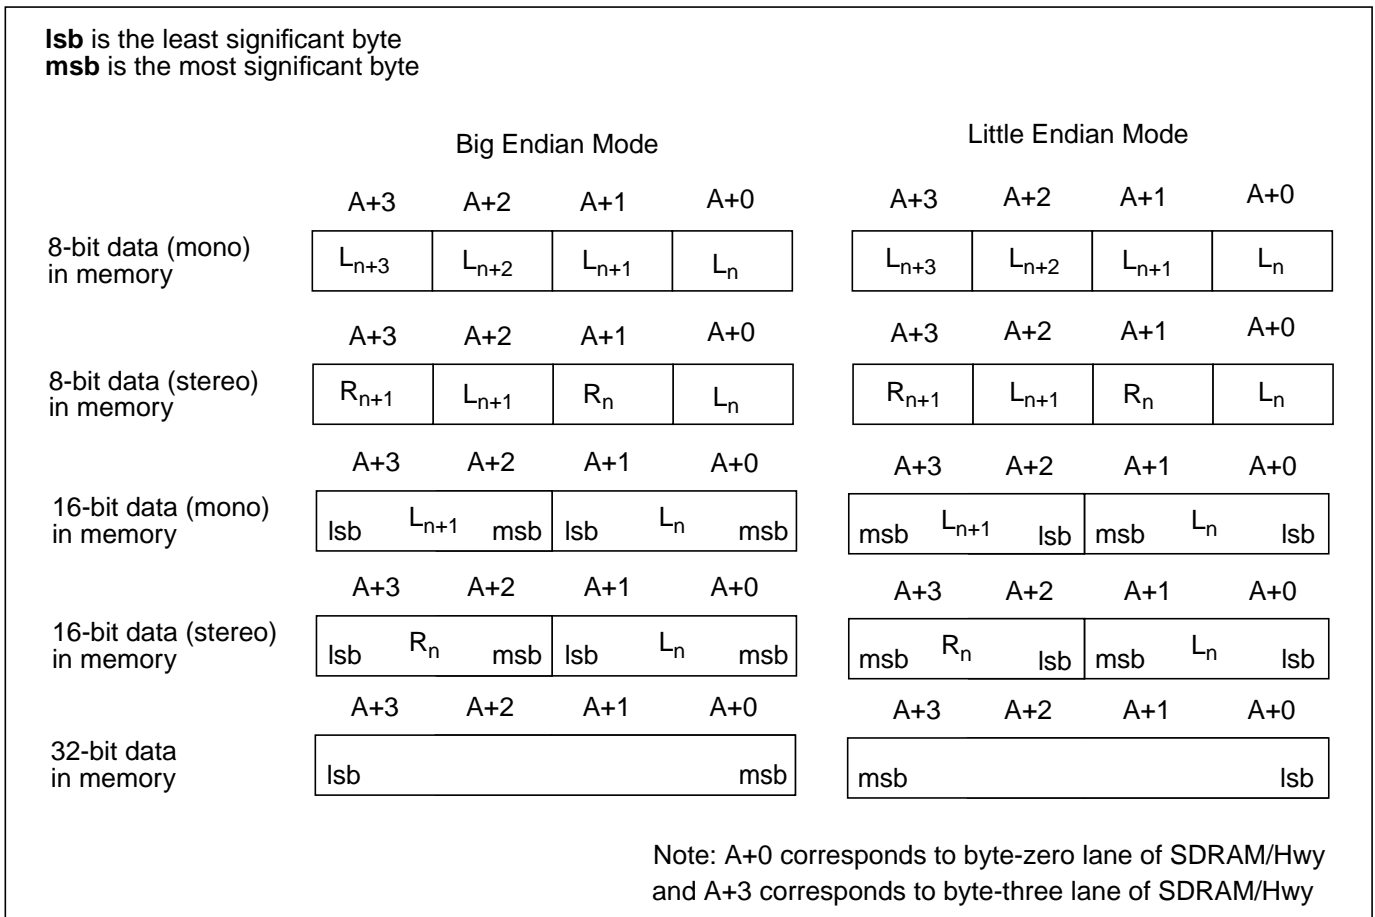 lsb is the least significant byte
msb is the most significant byte
Big Endian Mode Little Endian Mode
A+3 A+2 A+1 A+0 A+3 A+2 A+1 A+0
8-bit data (mono) in memory Ln+3 Ln+2 Ln+1 Ln Ln+3 Ln+2 Ln+1 Ln
A+3 A+2 A+1 A+0 A+3 A+2 A+1 A+0
8-bit data (stereo) in memory Rn+1 Ln+1 Rn Ln Rn+1 Ln+1 Rn Ln
A+3 A+2 A+1 A+0 A+3 A+2 A+1 A+0
16-bit data (mono) in memory lsb Ln+1 msb lsb Ln msb msb Ln+1 lsb msb Ln lsb
A+3 A+2 A+1 A+0 A+3 A+2 A+1 A+0
16-bit data (stereo) in memory lsb Rn msb lsb Ln msb msb Rn lsb msb Ln lsb
A+3 A+2 A+1 A+0 A+3 A+2 A+1 A+0
32-bit data in memory lsb msb msb lsb
Note: A+0 corresponds to byte-zero lane of SDRAM/Hwy
and A+3 corresponds to byte-three lane of SDRAM/Hwy